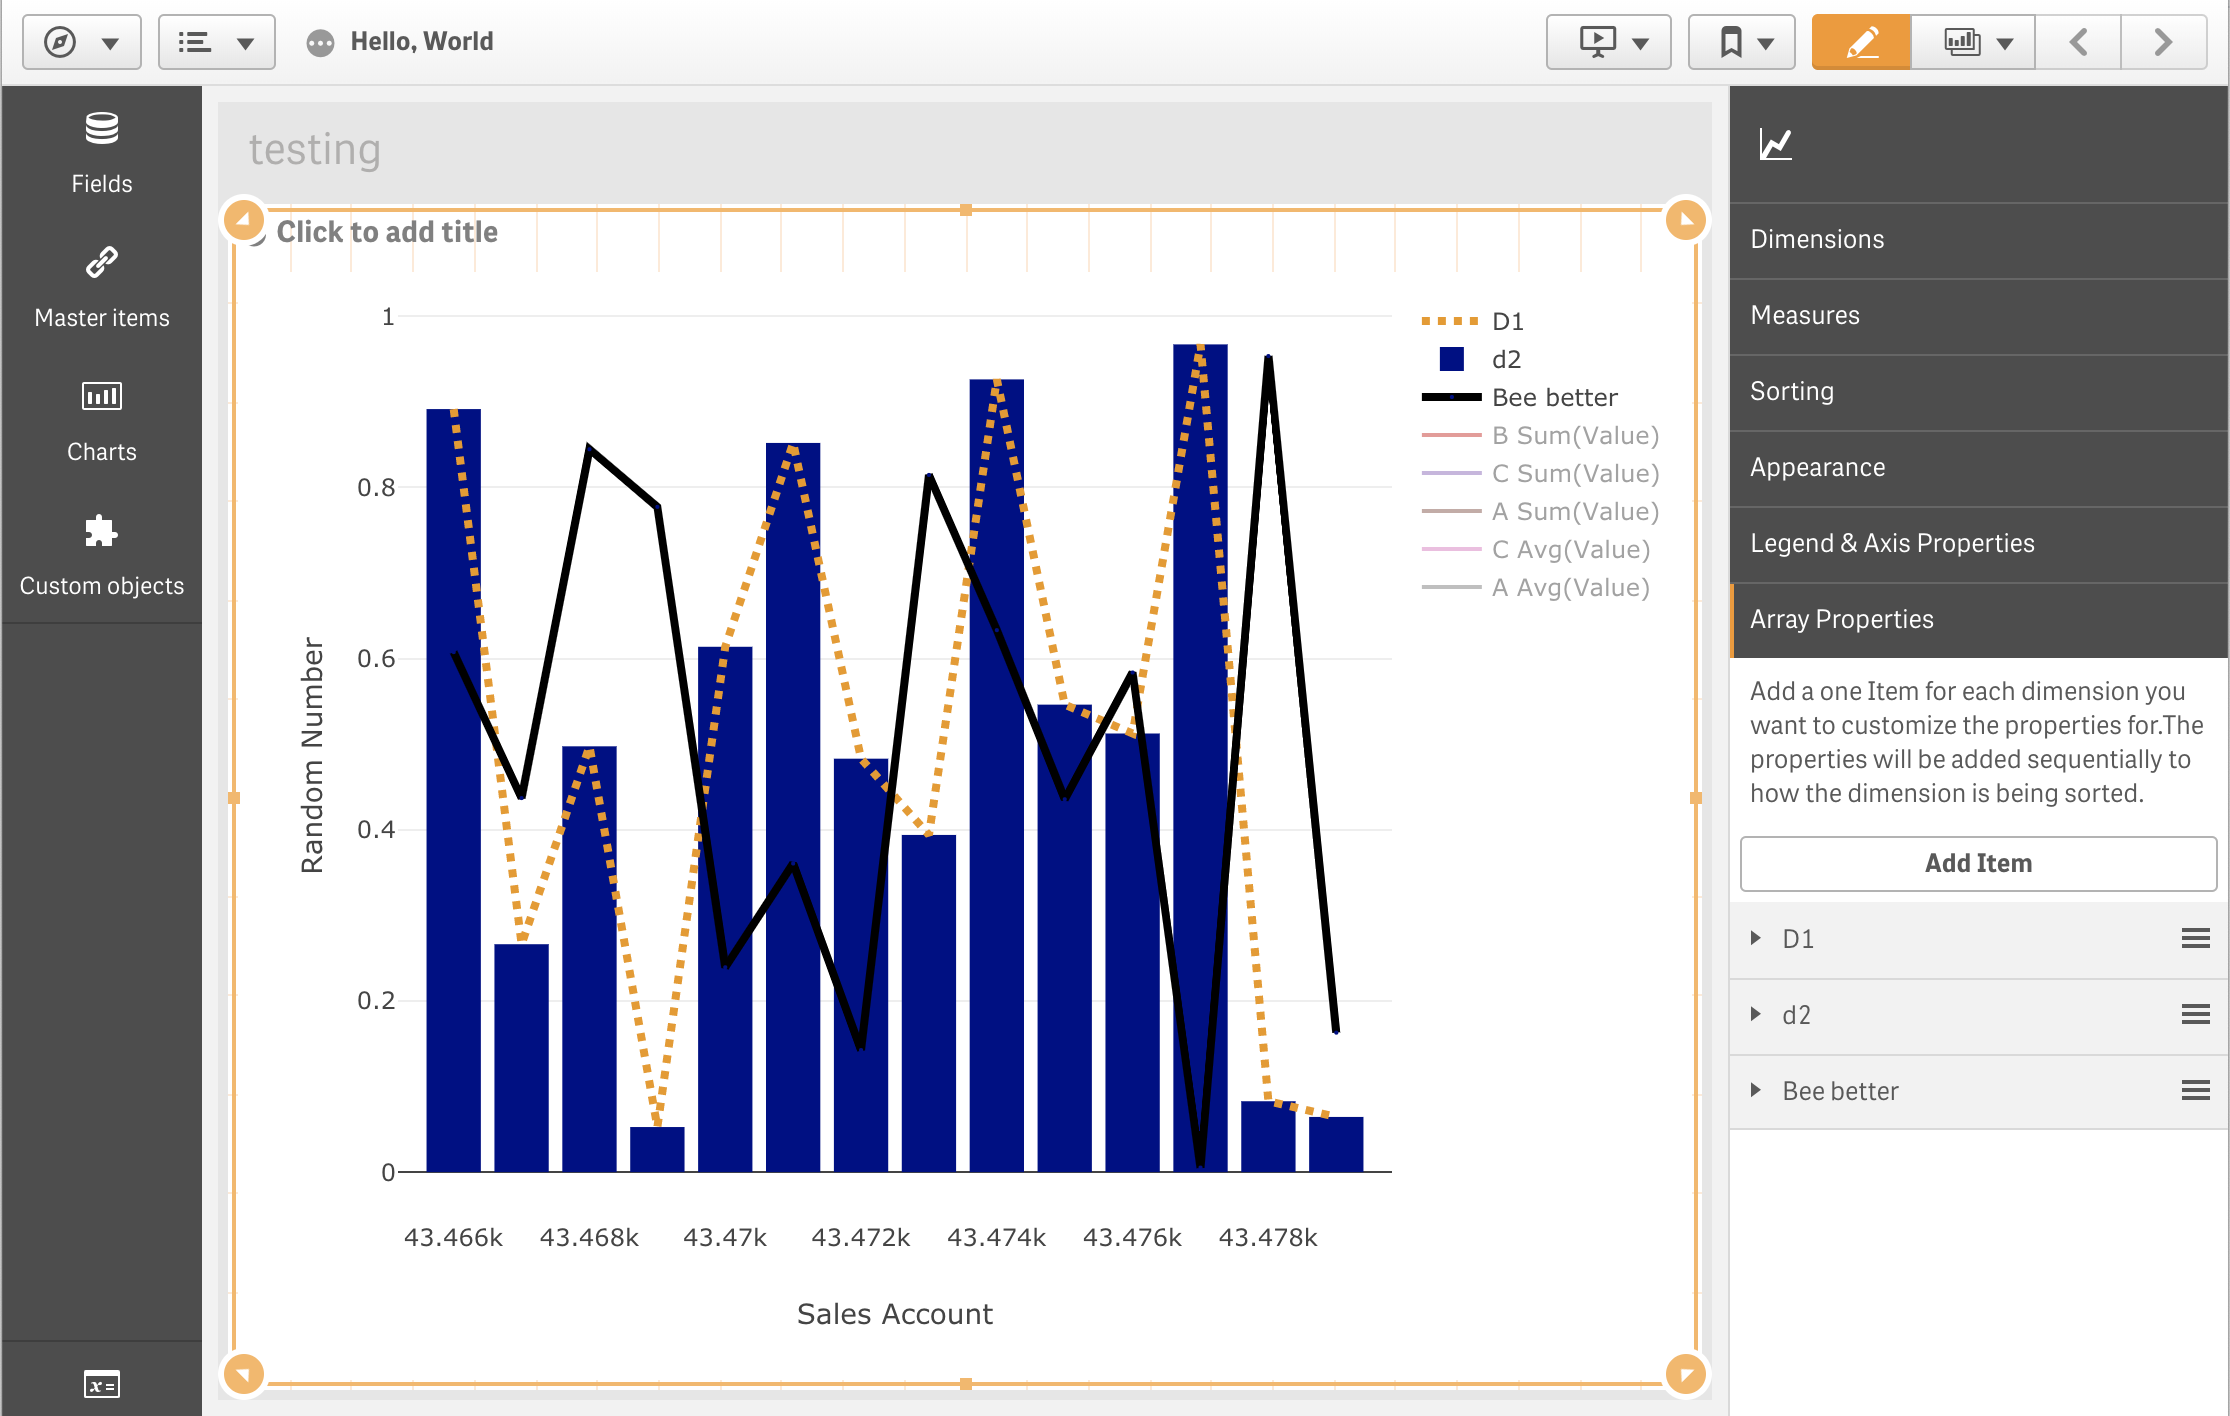 Hello, World
Fields
Master items
Charts
Custom objects
x=
testing
Click to add title
1
0.8
0.6
0.4
0.2
0
Random Number
43.466k 43.468k 43.47k 43.472k 43.474k 43.476k 43.478k
Sales Account
D1
d2
Bee better
B Sum(Value)
C Sum(Value)
A Sum(Value)
C Avg(Value)
A Avg(Value)
Dimensions
Measures
Sorting
Appearance
Legend & Axis Properties
Array Properties
Add a one Item for each dimension you
want to customize the properties for.The
properties will be added sequentially to
how the dimension is being sorted.
Add Item
D1
d2
Bee better